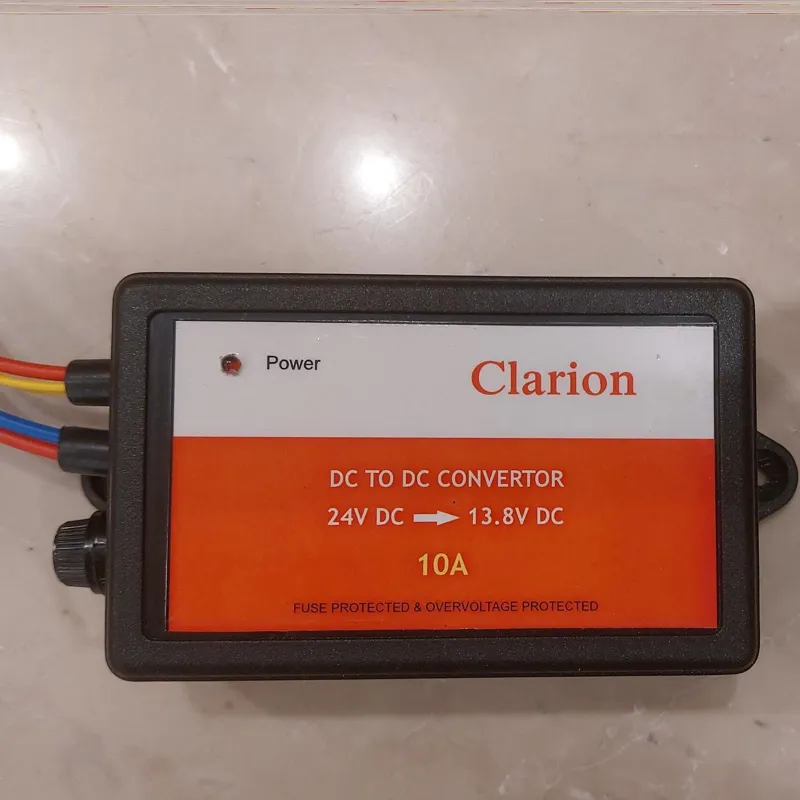 Power
Clarion
DC TO DC CONVERTOR
24V DC → 13.8V DC
10A
FUSE PROTECTED & OVERVOLTAGE PROTECTED